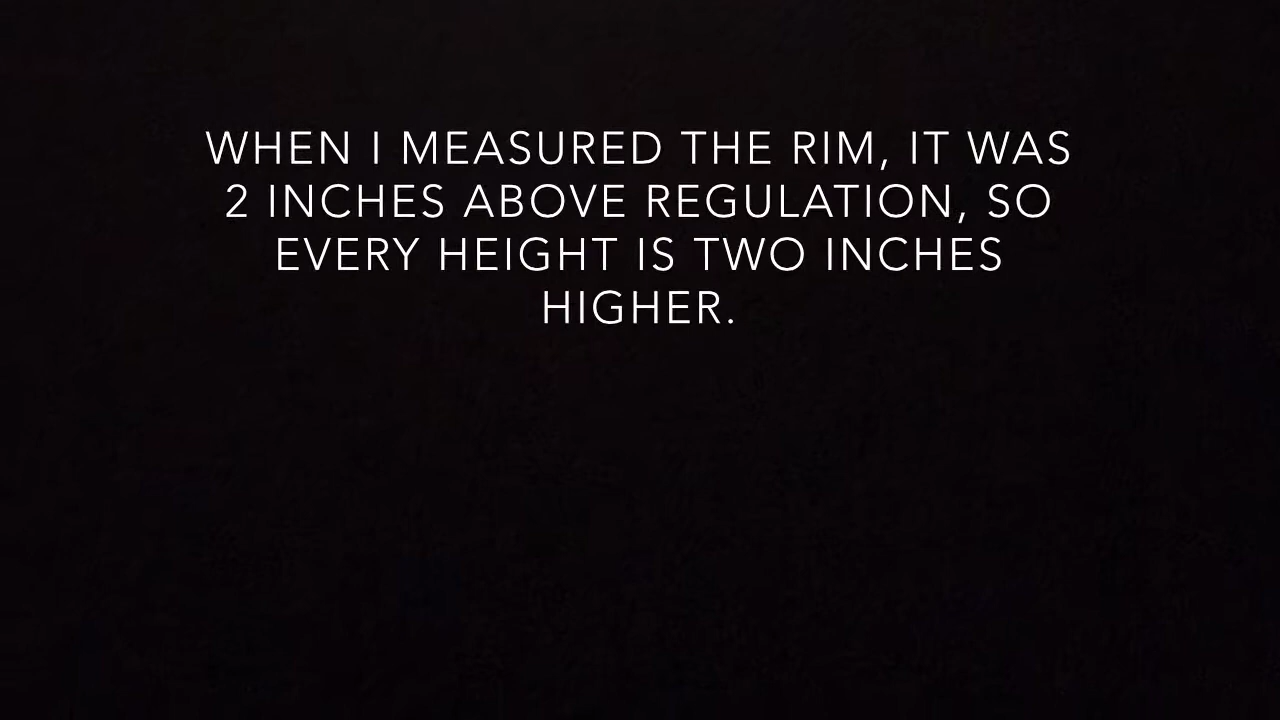 WHEN I MEASURED THE RIM, IT WAS
2 INCHES ABOVE REGULATION, SO
EVERY HEIGHT IS TWO INCHES
HIGHER.